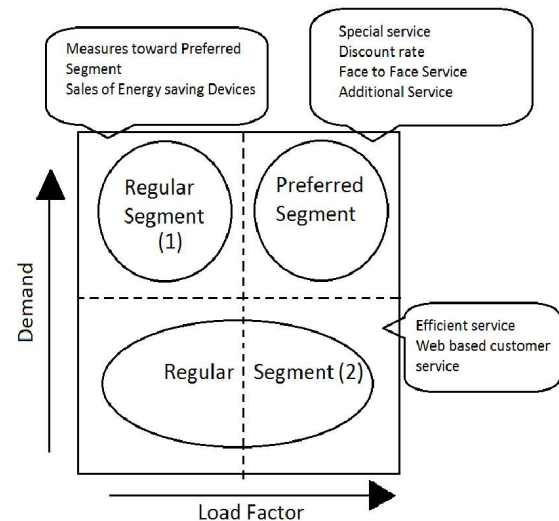 Measures toward Preferred
Segment
Sales of Energy saving Devices
Special service
Discount rate
Face to Face Service
Additional Service
Regular
Segment
(1)
Preferred
Segment
Demand
Efficient service
Web based customer
service
Regular Segment (2)
Load Factor